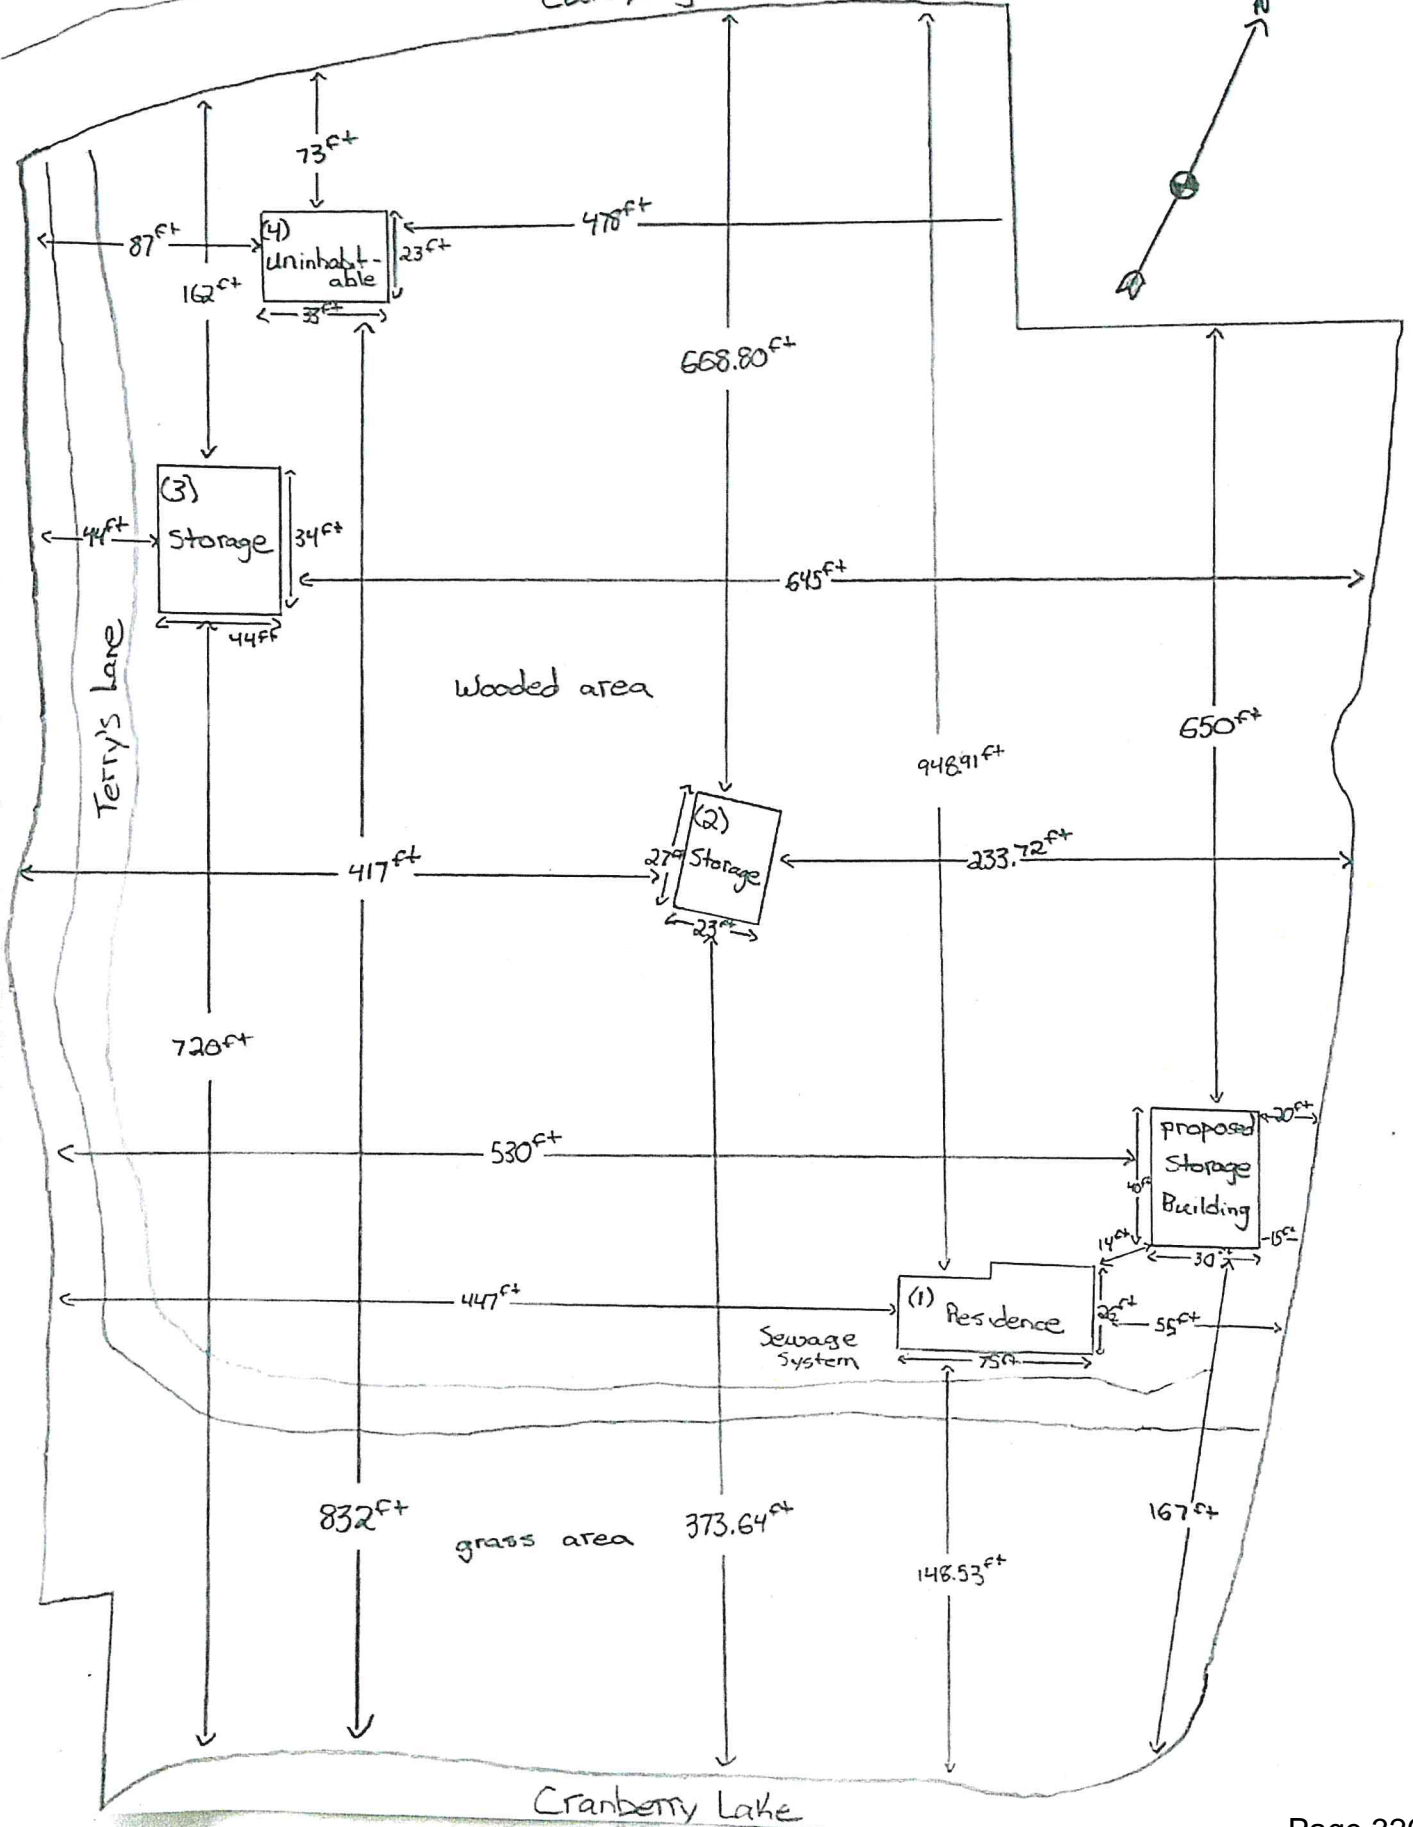 N
73ft
(4)
Uninhabit-
able
87ft
478ft
23ft
33ft
162ft
668.80ft
(3)
Storage
44ft
34ft
645ft
44ft
Terry's Lane
Wooded area
650ft
948.91ft
(2)
Storage
27ft
23ft
417ft
233.72ft
720ft
proposed
Storage
Building
20ft
530ft
40ft
15ft
14ft
30ft
447ft
(1)
Residence
55ft
75ft
Sewage
System
832ft
grass area
373.64ft
167ft
148.53ft
Cranberry Lake